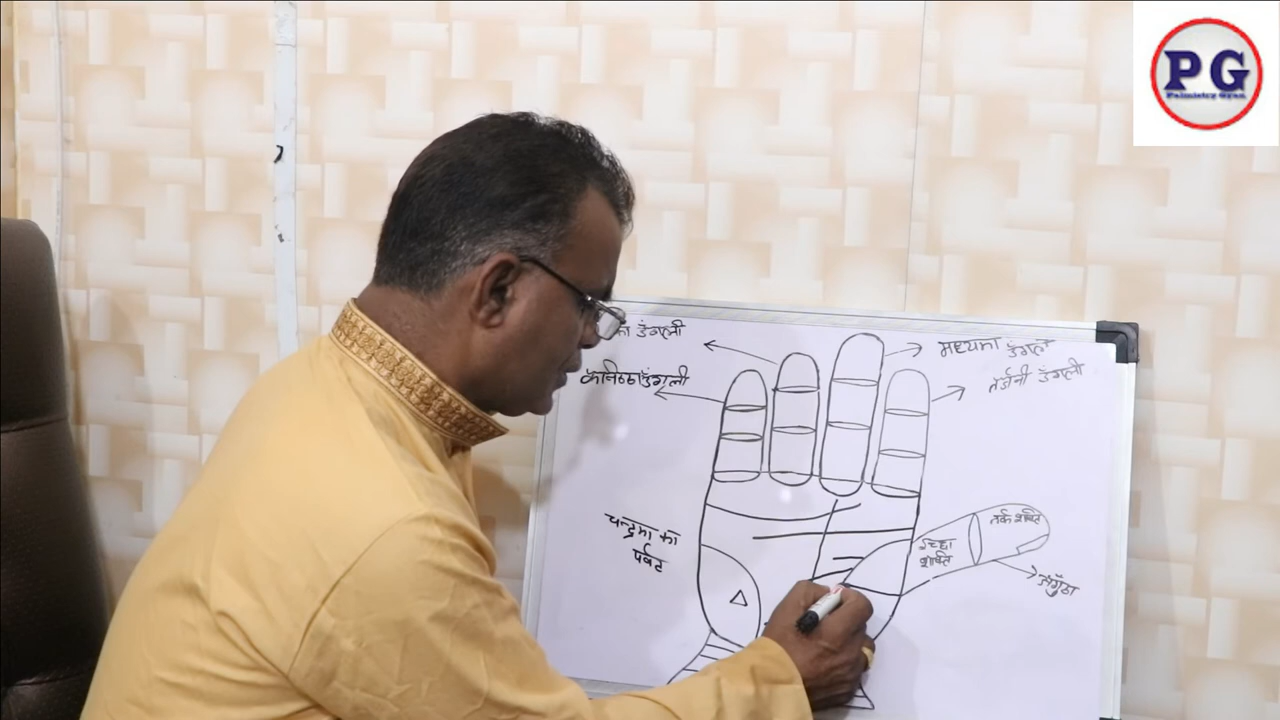 PG
Palmistry Gyan
का उंगली
कनिष्ठा उंगली
मध्यमा उंगल
तर्जनी उंगली
चन्द्रमा का
पर्वत
तर्क शक्ति
इच्छा
शक्ति
अंगुठा